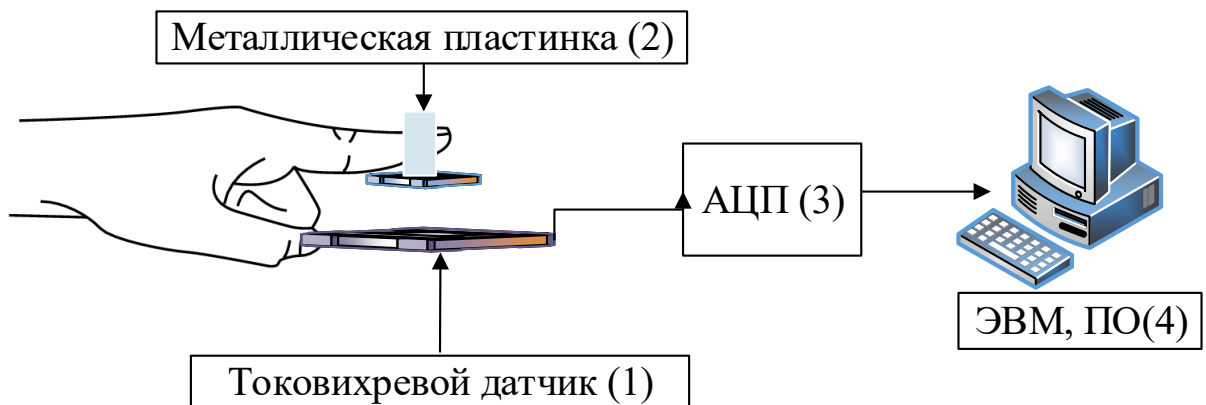 Металлическая пластинка (2)
АЦП (3)
ЭВМ, ПО(4)
Токовихревой датчик (1)